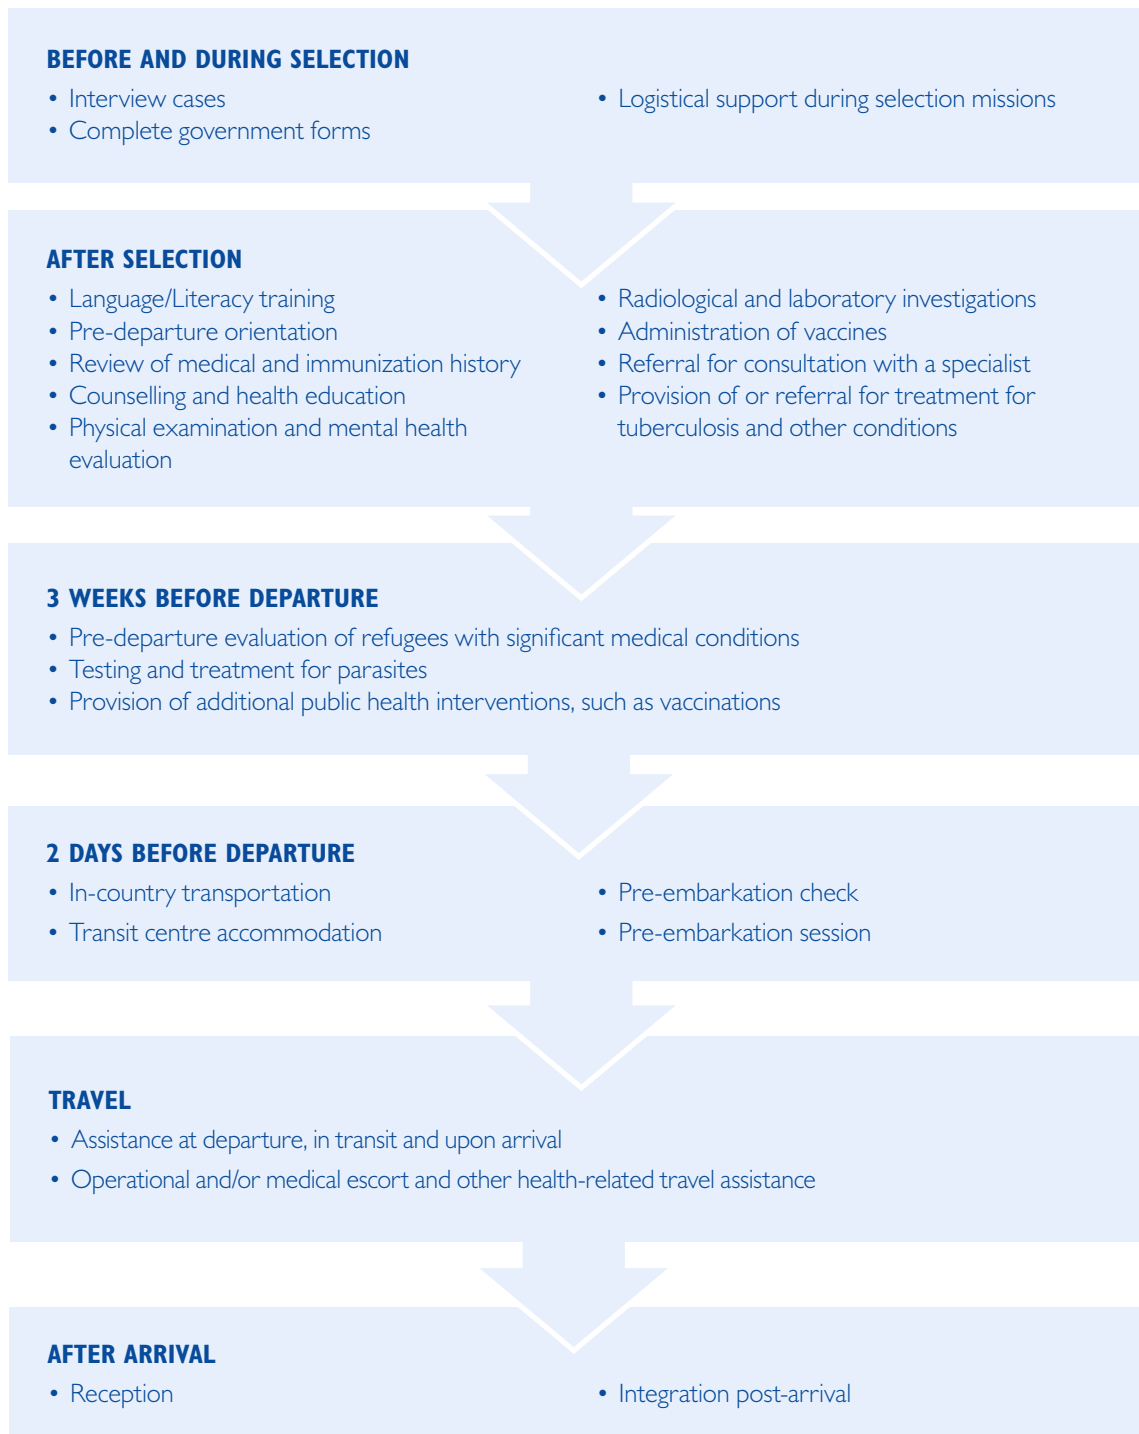 BEFORE AND DURING SELECTION
• Interview cases
• Complete government forms
• Logistical support during selection missions
AFTER SELECTION
• Language/Literacy training
• Pre-departure orientation
• Review of medical and immunization history
• Counselling and health education
• Physical examination and mental health
evaluation
• Radiological and laboratory investigations
• Administration of vaccines
• Referral for consultation with a specialist
• Provision of or referral for treatment for
tuberculosis and other conditions
3 WEEKS BEFORE DEPARTURE
• Pre-departure evaluation of refugees with significant medical conditions
• Testing and treatment for parasites
• Provision of additional public health interventions, such as vaccinations
2 DAYS BEFORE DEPARTURE
• In-country transportation
• Transit centre accommodation
• Pre-embarkation check
• Pre-embarkation session
TRAVEL
• Assistance at departure, in transit and upon arrival
• Operational and/or medical escort and other health-related travel assistance
AFTER ARRIVAL
• Reception
• Integration post-arrival